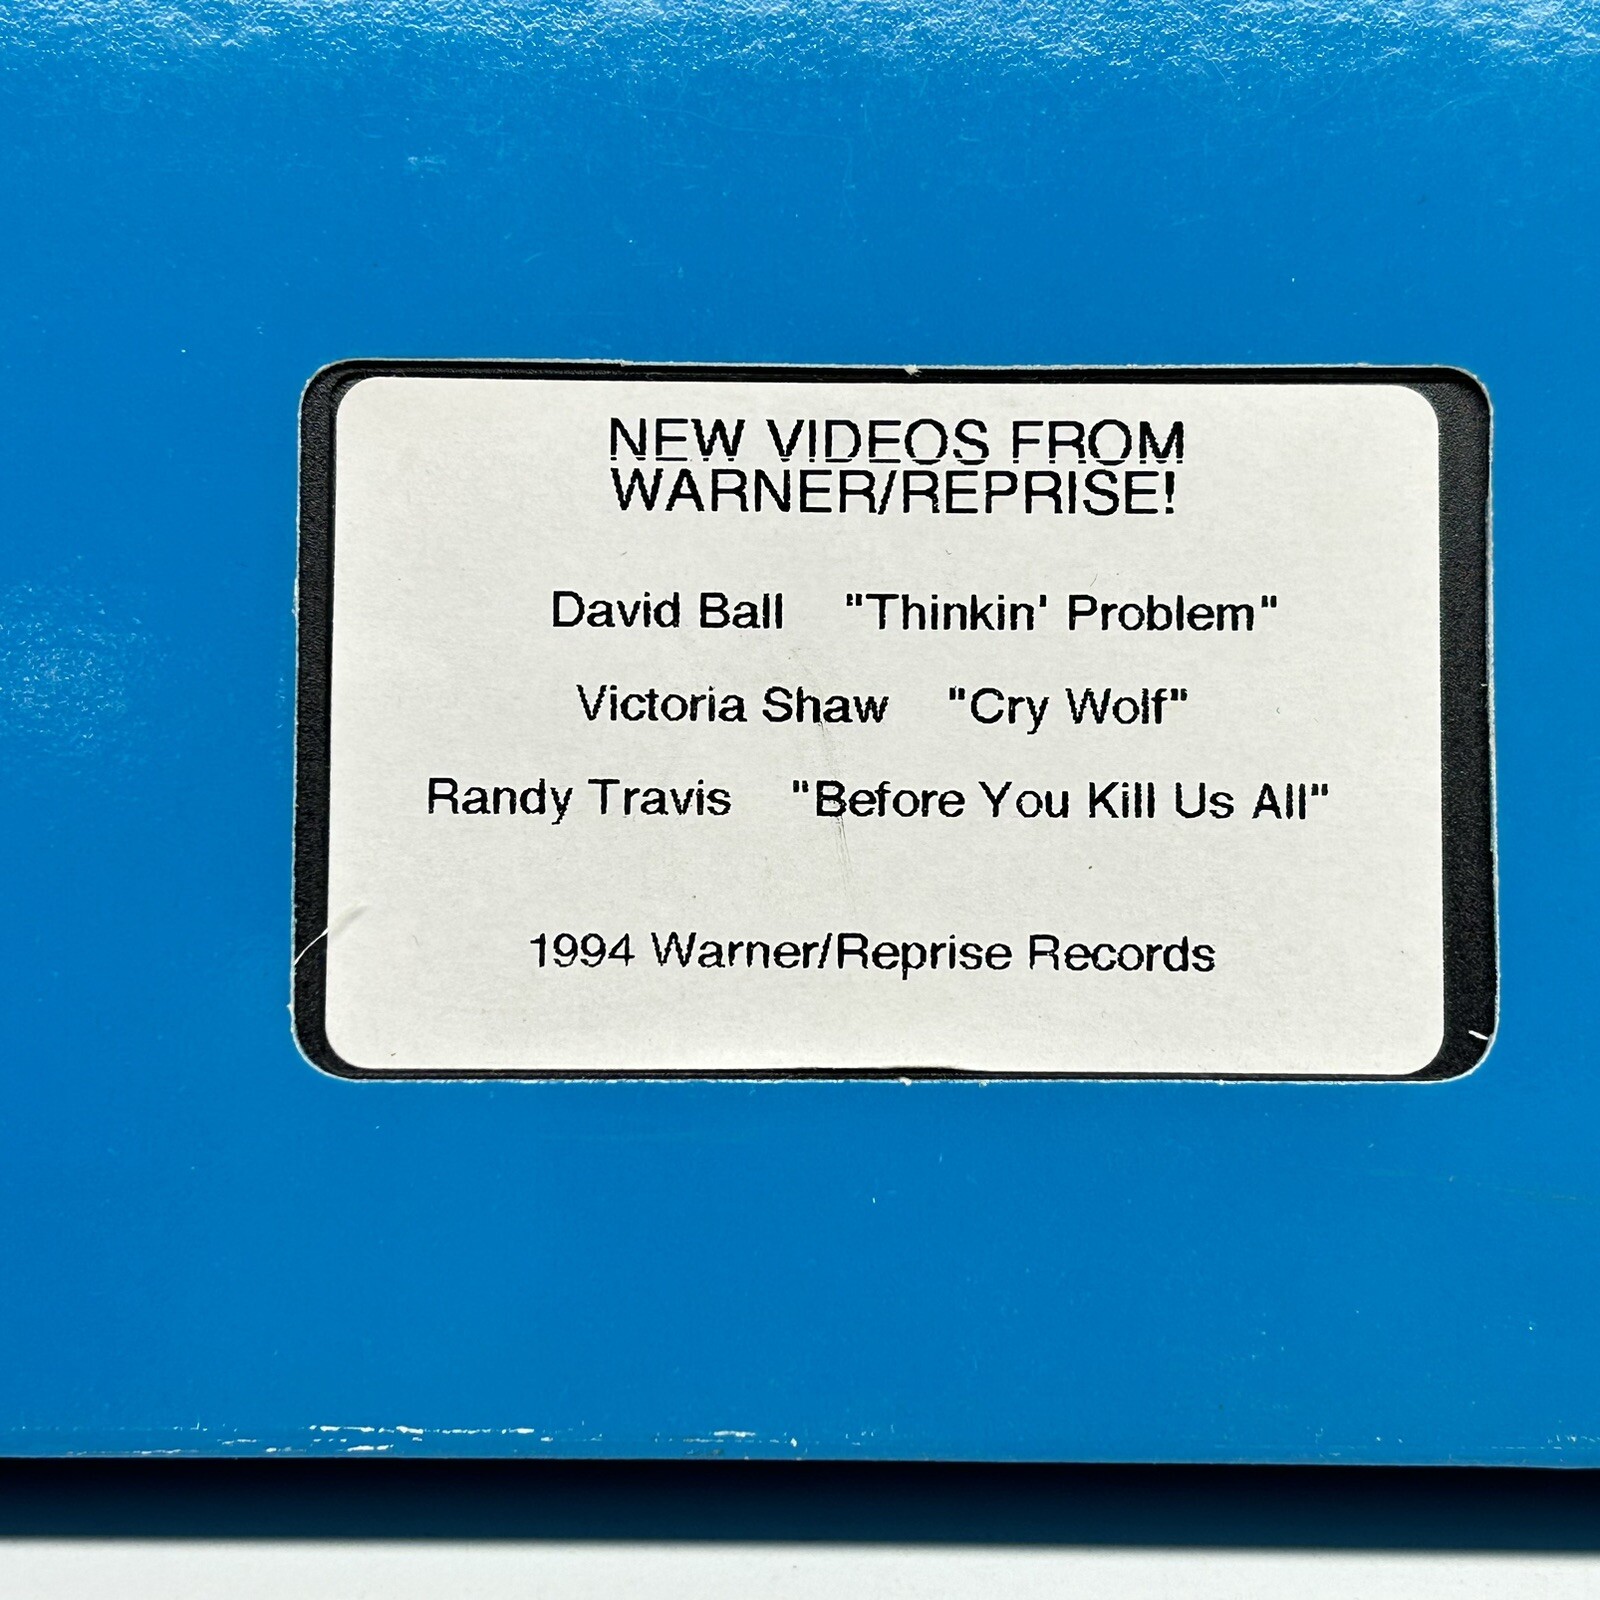 NEW VIDEOS FROM
WARNER/REPRISE!
David Ball "Thinkin' Problem"
Victoria Shaw "Cry Wolf"
Randy Travis "Before You Kill Us All"
1994 Warner/Reprise Records